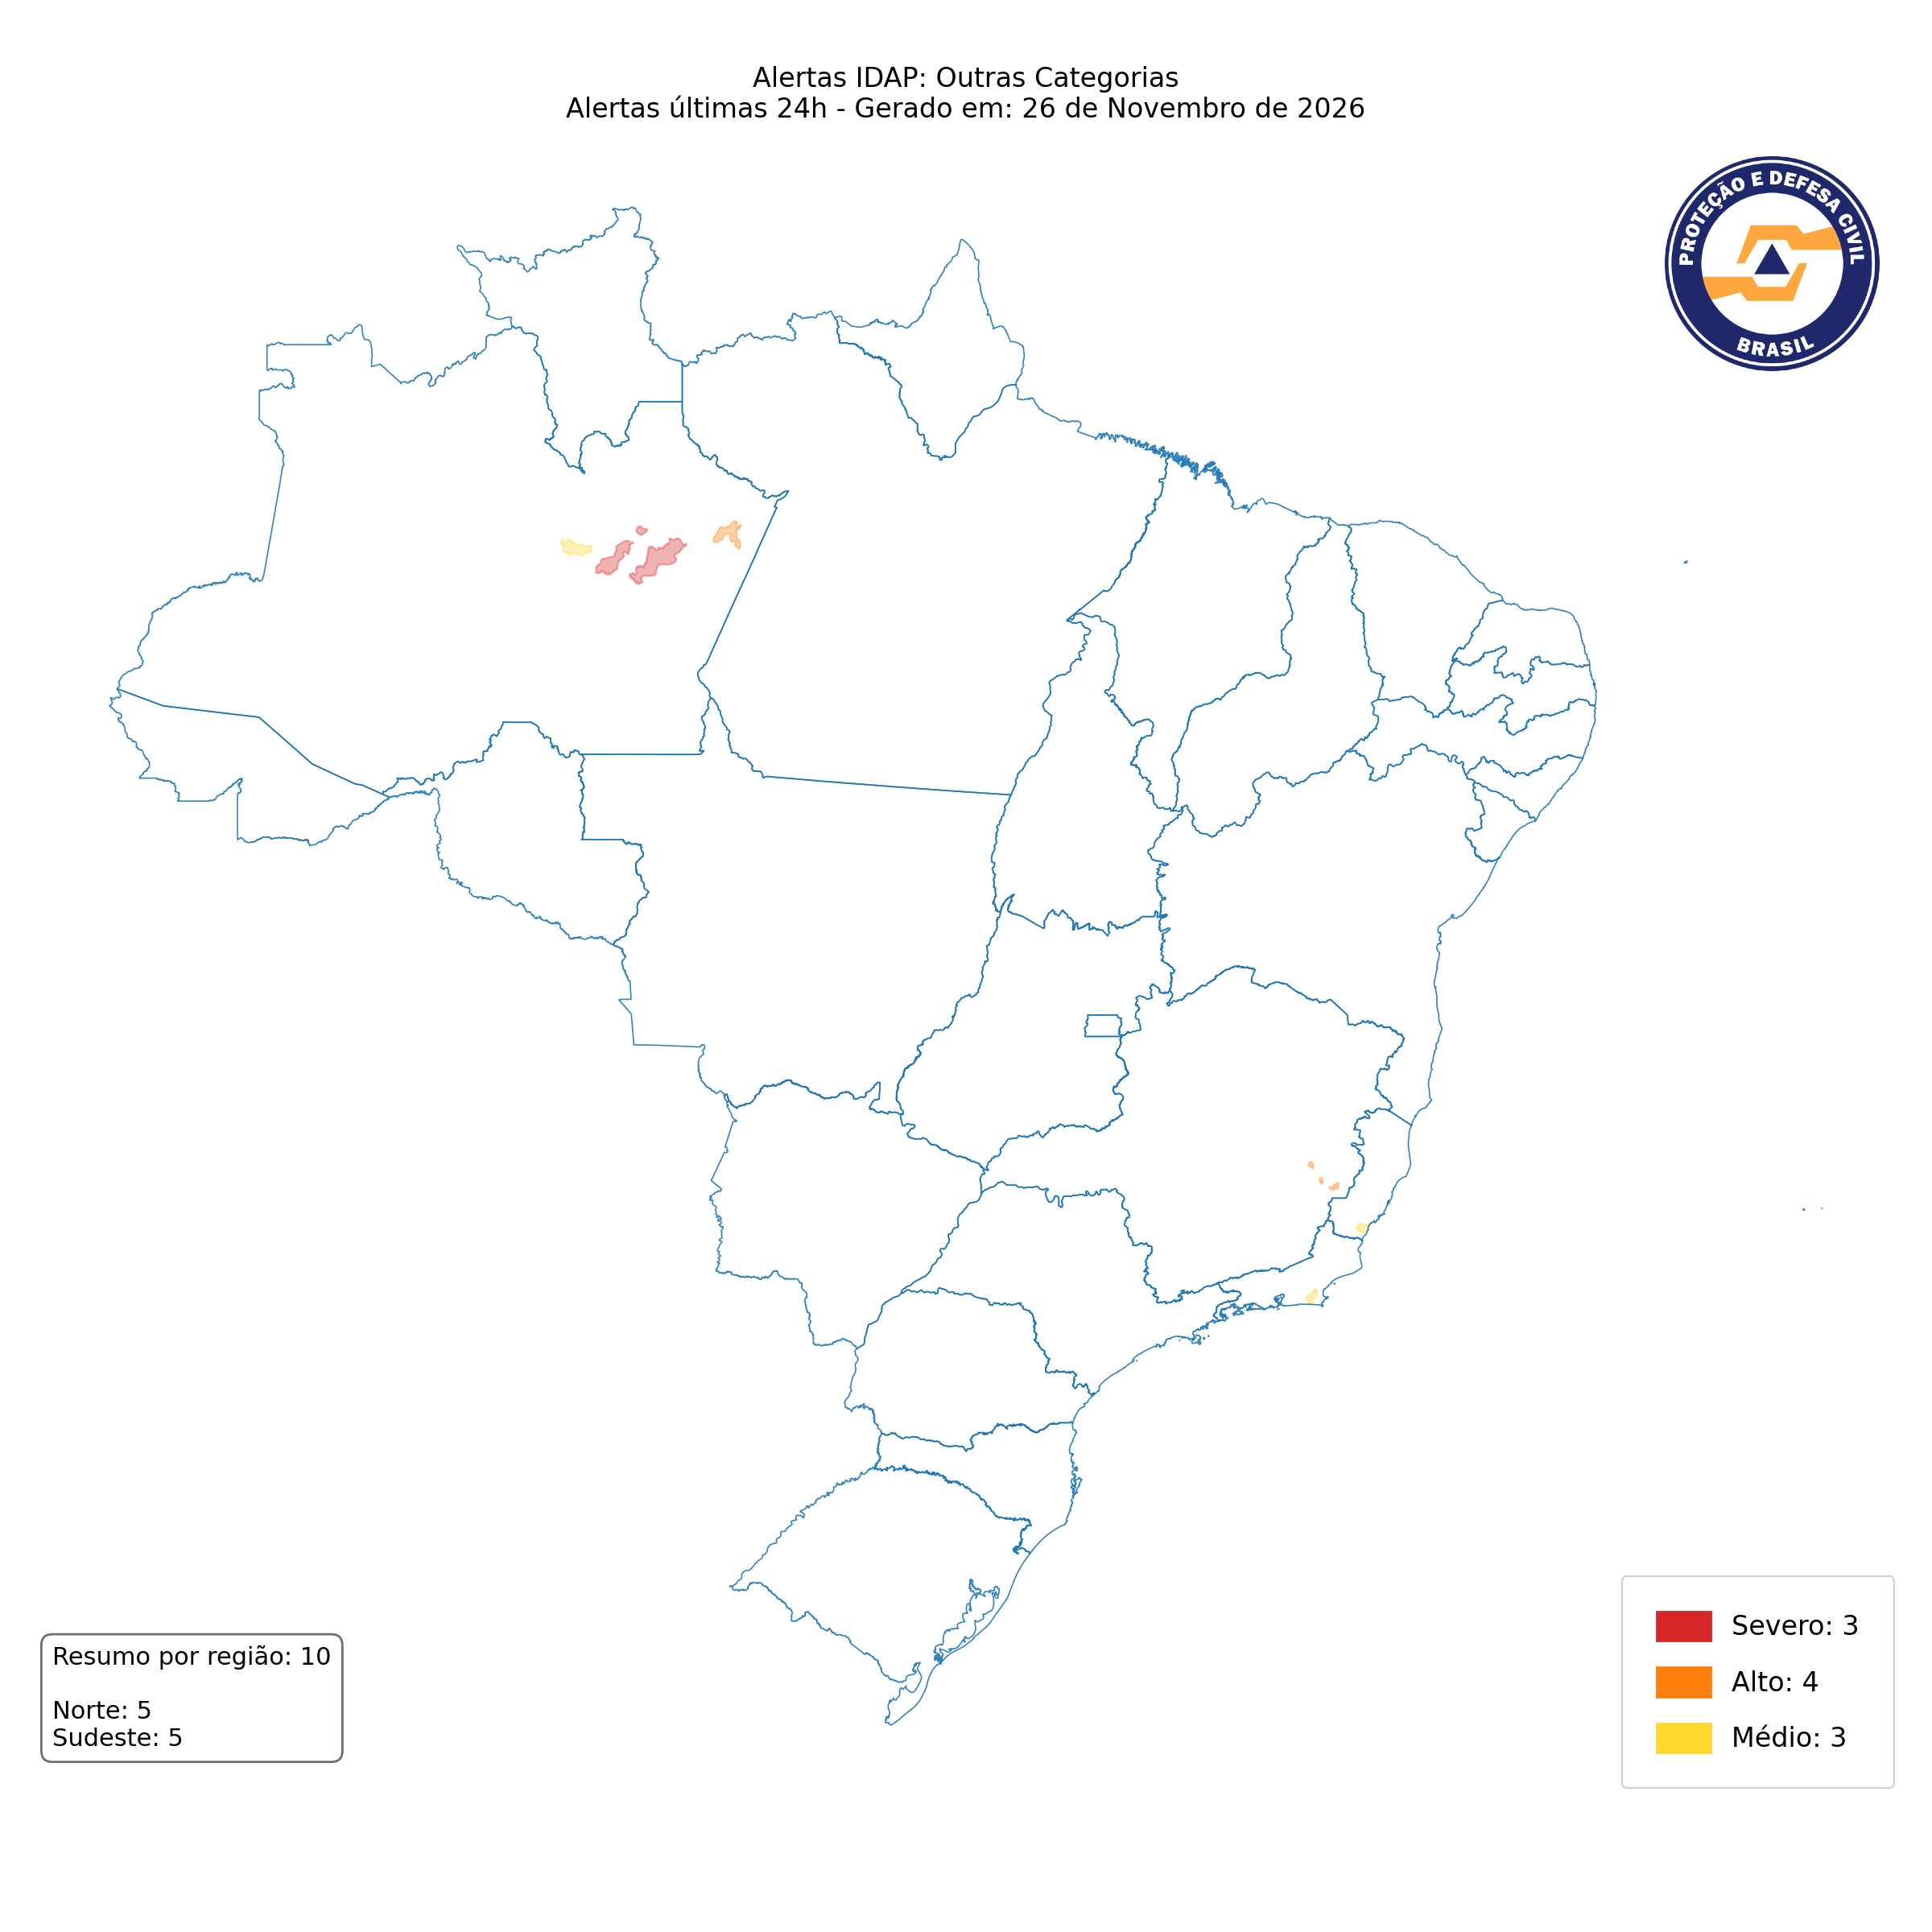 Alertas IDAP: Outras Categorias
Alertas últimas 24h - Gerado em: 26 de Novembro de 2026
PROTEÇÃO E DEFESA CIVIL
BRASIL
Resumo por região: 10
Norte: 5
Sudeste: 5
Severo: 3
Alto: 4
Médio: 3